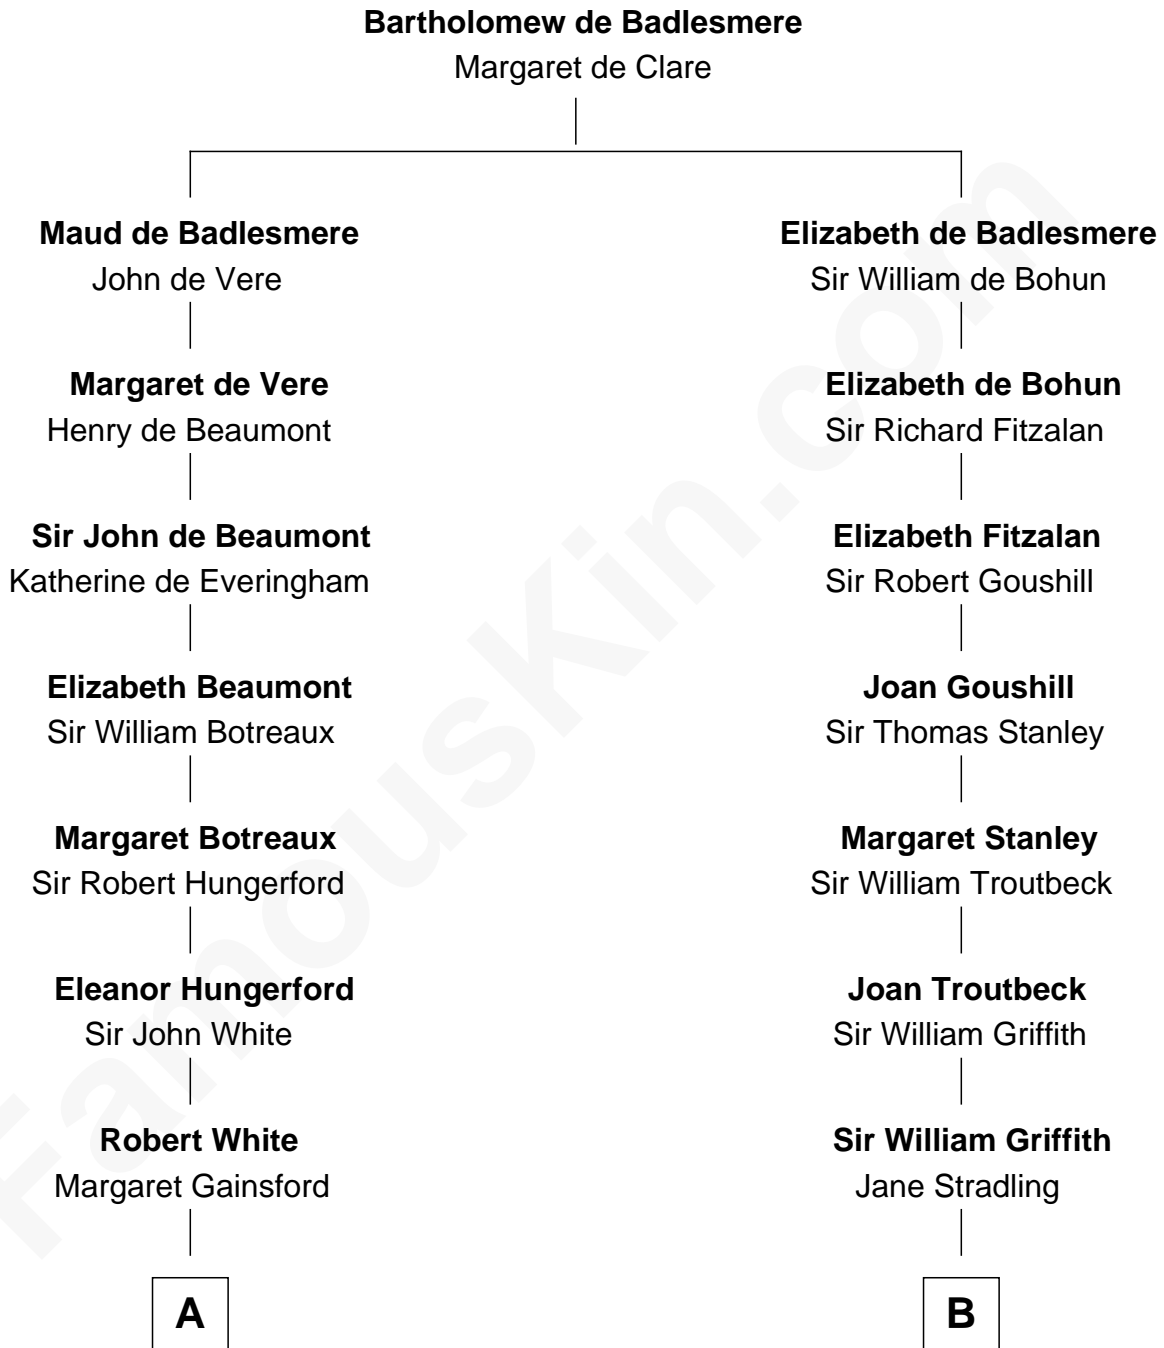 Bartholomew de Badlesmere
Margaret de Clare
Maud de Badlesmere
John de Vere
Margaret de Vere
Henry de Beaumont
Sir John de Beaumont
Katherine de Everingham
Elizabeth Beaumont
Sir William Botreaux
Margaret Botreaux
Sir Robert Hungerford
Eleanor Hungerford
Sir John White
Robert White
Margaret Gainsford
A
Elizabeth de Badlesmere
Sir William de Bohun
Elizabeth de Bohun
Sir Richard Fitzalan
Elizabeth Fitzalan
Sir Robert Goushill
Joan Goushill
Sir Thomas Stanley
Margaret Stanley
Sir William Troutbeck
Joan Troutbeck
Sir William Griffith
Sir William Griffith
Jane Stradling
B
FamousKin.com